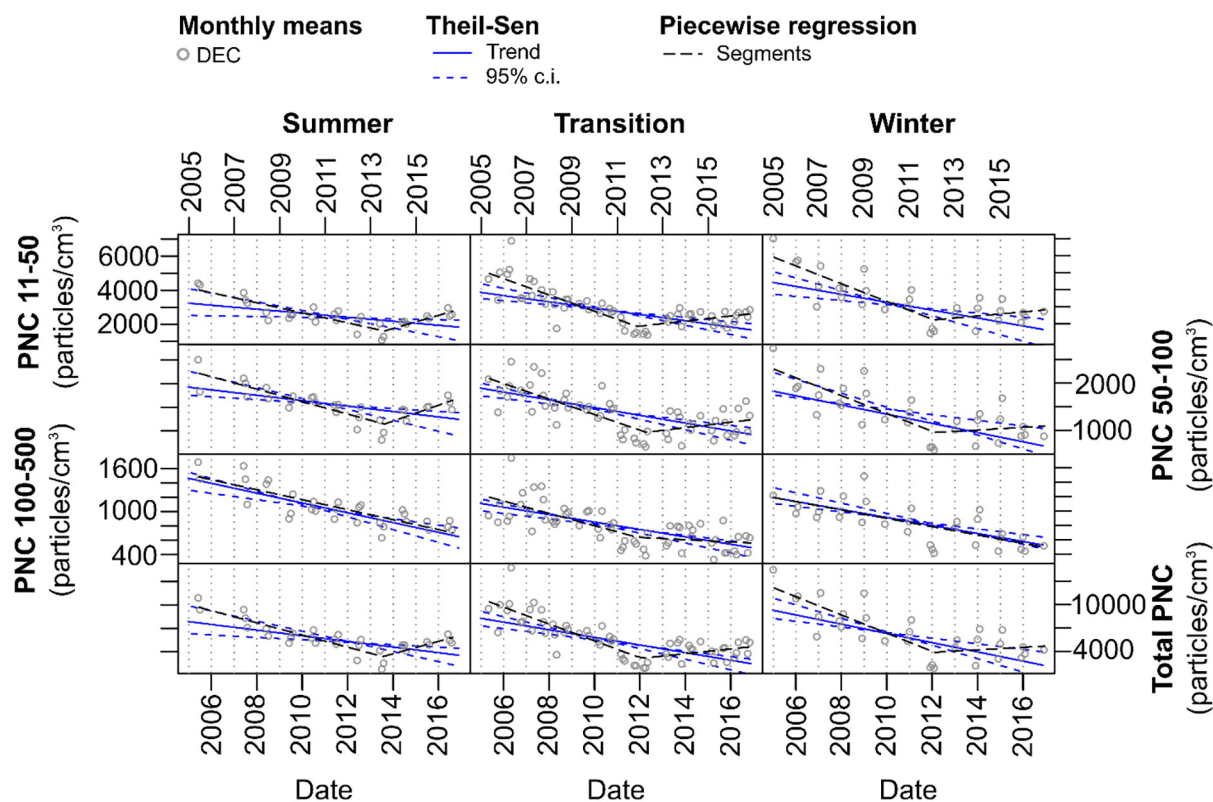 Monthly means
DEC
Theil-Sen
Trend
95% c.i.
Piecewise regression
Segments
Summer
Transition
Winter
2005 2007 2009 2011 2013 2015
2005 2007 2009 2011 2013 2015
2005 2007 2009 2011 2013 2015
PNC 11-50
(particles/cm³)
6000
4000
2000
PNC 50-100
(particles/cm³)
2000
1000
PNC 100-500
(particles/cm³)
1600
1000
400
Total PNC
(particles/cm³)
10000
4000
2006 2008 2010 2012 2014 2016
2006 2008 2010 2012 2014 2016
2006 2008 2010 2012 2014 2016
Date
Date
Date